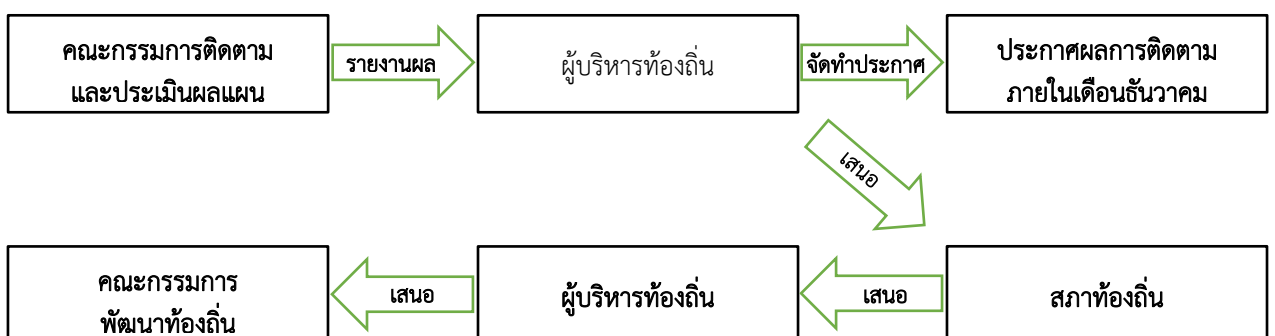 คณะกรรมการติดตาม
และประเมินผลแผน
รายงานผล
ผู้บริหารท้องถิ่น
จัดทำประกาศ
ประกาศผลการติดตาม
ภายในเดือนธันวาคม
เสนอ
คณะกรรมการ
พัฒนาท้องถิ่น
เสนอ
ผู้บริหารท้องถิ่น
เสนอ
สภาท้องถิ่น